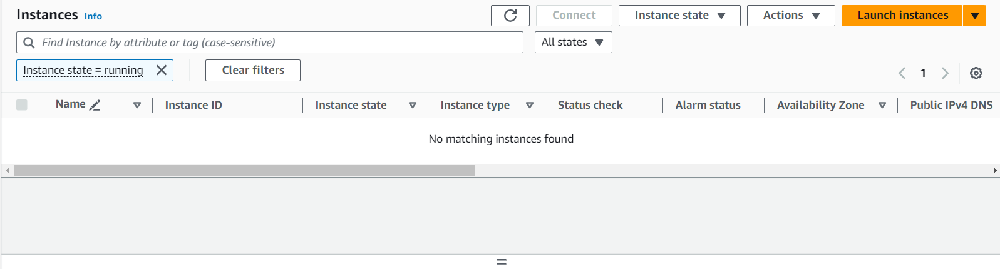 Instances Info Connect Instance state Actions Launch instances
Find Instance by attribute or tag (case-sensitive) All states
Instance state = running Clear filters 1
Name Instance ID Instance state Instance type Status check Alarm status Availability Zone Public IPv4 DNS
No matching instances found